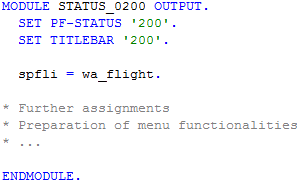 MODULE STATUS_0200 OUTPUT.
  SET PF-STATUS '200'.
  SET TITLEBAR '200'.

  spfli = wa_flight.

* Further assignments
* Preparation of menu functionalities
* ...

ENDMODULE.